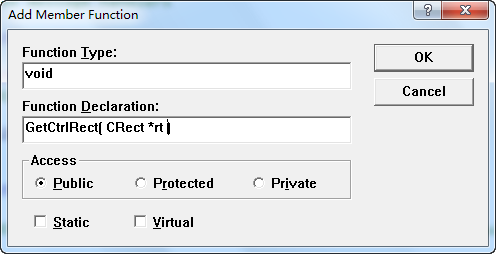 Add Member Function
Function Type:
void
OK
Cancel
Function Declaration:
GetCtrlRect( CRect *rt )
Access
Public Protected Private
Static Virtual